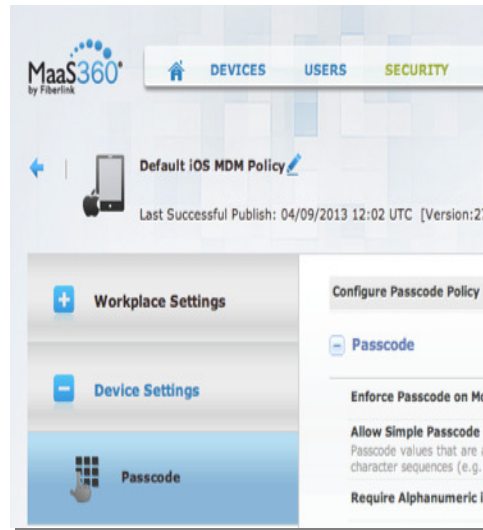 MaaS360
by Fiberlink
DEVICES USERS SECURITY
Default iOS MDM Policy
Last Successful Publish: 04/09/2013 12:02 UTC [Version:2
Workplace Settings
Configure Passcode Policy
Passcode
Device Settings
Enforce Passcode on Mo
Allow Simple Passcode
Passcode values that are a
character sequences (e.g.
Passcode
Require Alphanumeric i